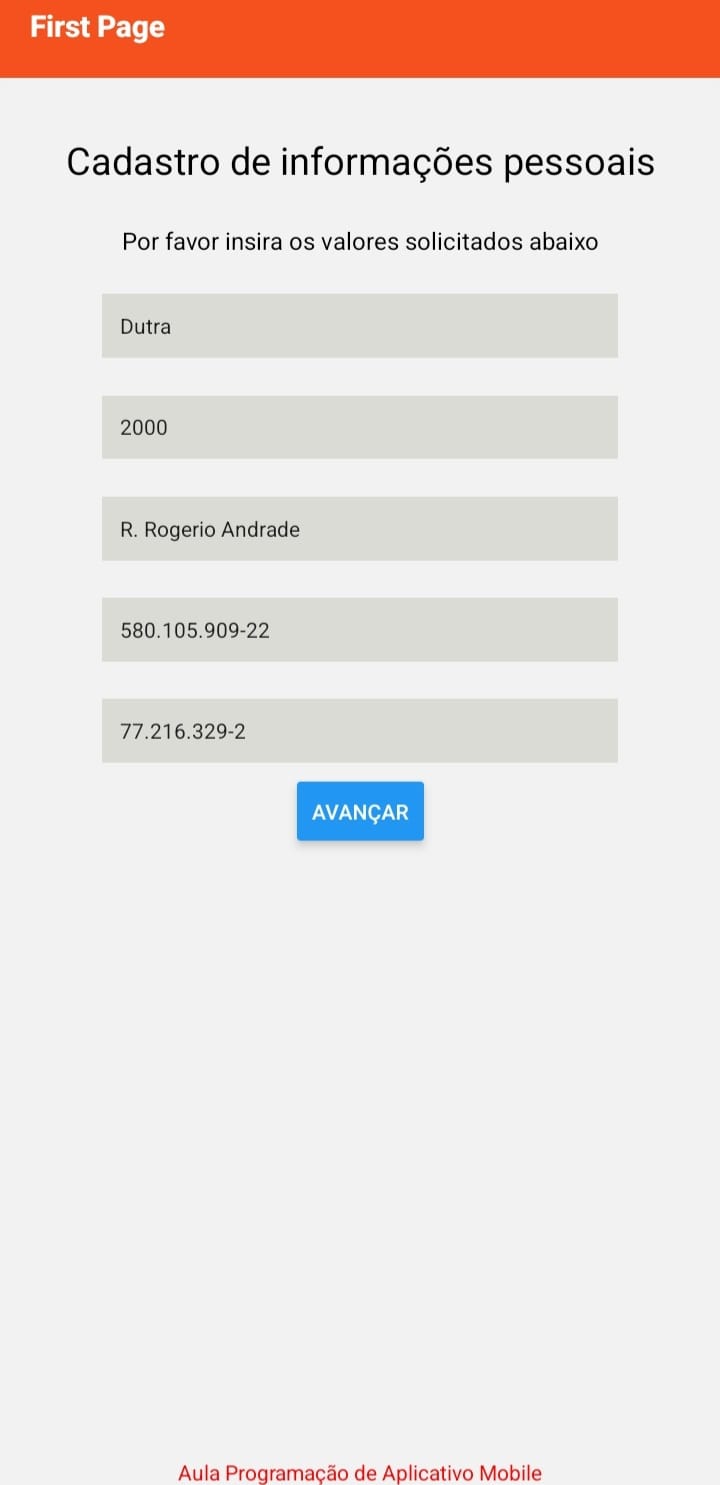 First Page
Cadastro de informações pessoais
Por favor insira os valores solicitados abaixo
Dutra
2000
R. Rogerio Andrade
580.105.909-22
77.216.329-2
AVANÇAR
Aula Programação de Aplicativo Mobile